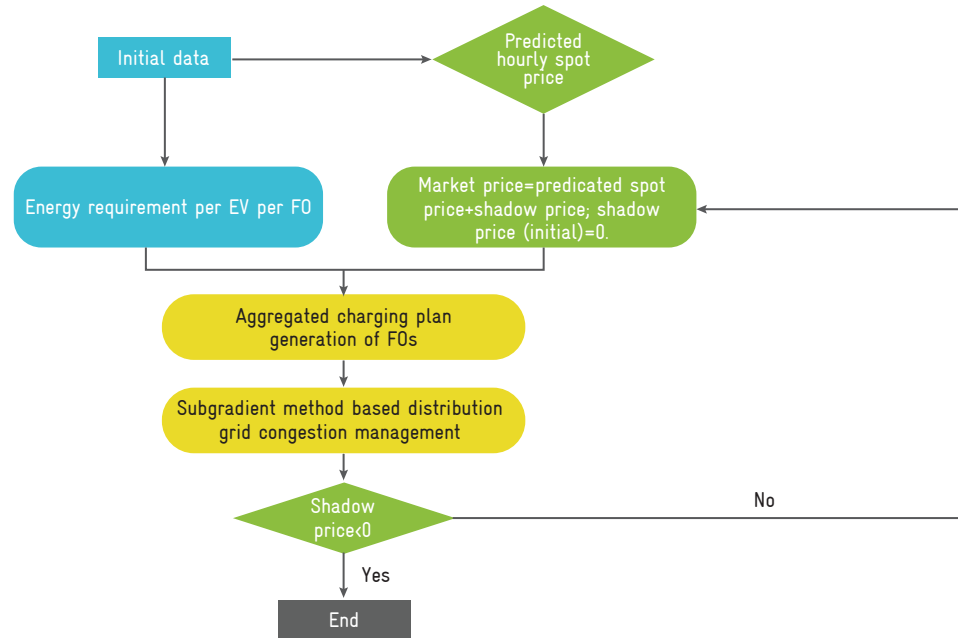 Initial data
Predicted
hourly spot
price
Energy requirement per EV per FO
Market price=predicated spot
price+shadow price; shadow
price (initial)=0.
Aggregated charging plan
generation of FOs
Subgradient method based distribution
grid congestion management
Shadow
price<0
No
Yes
End